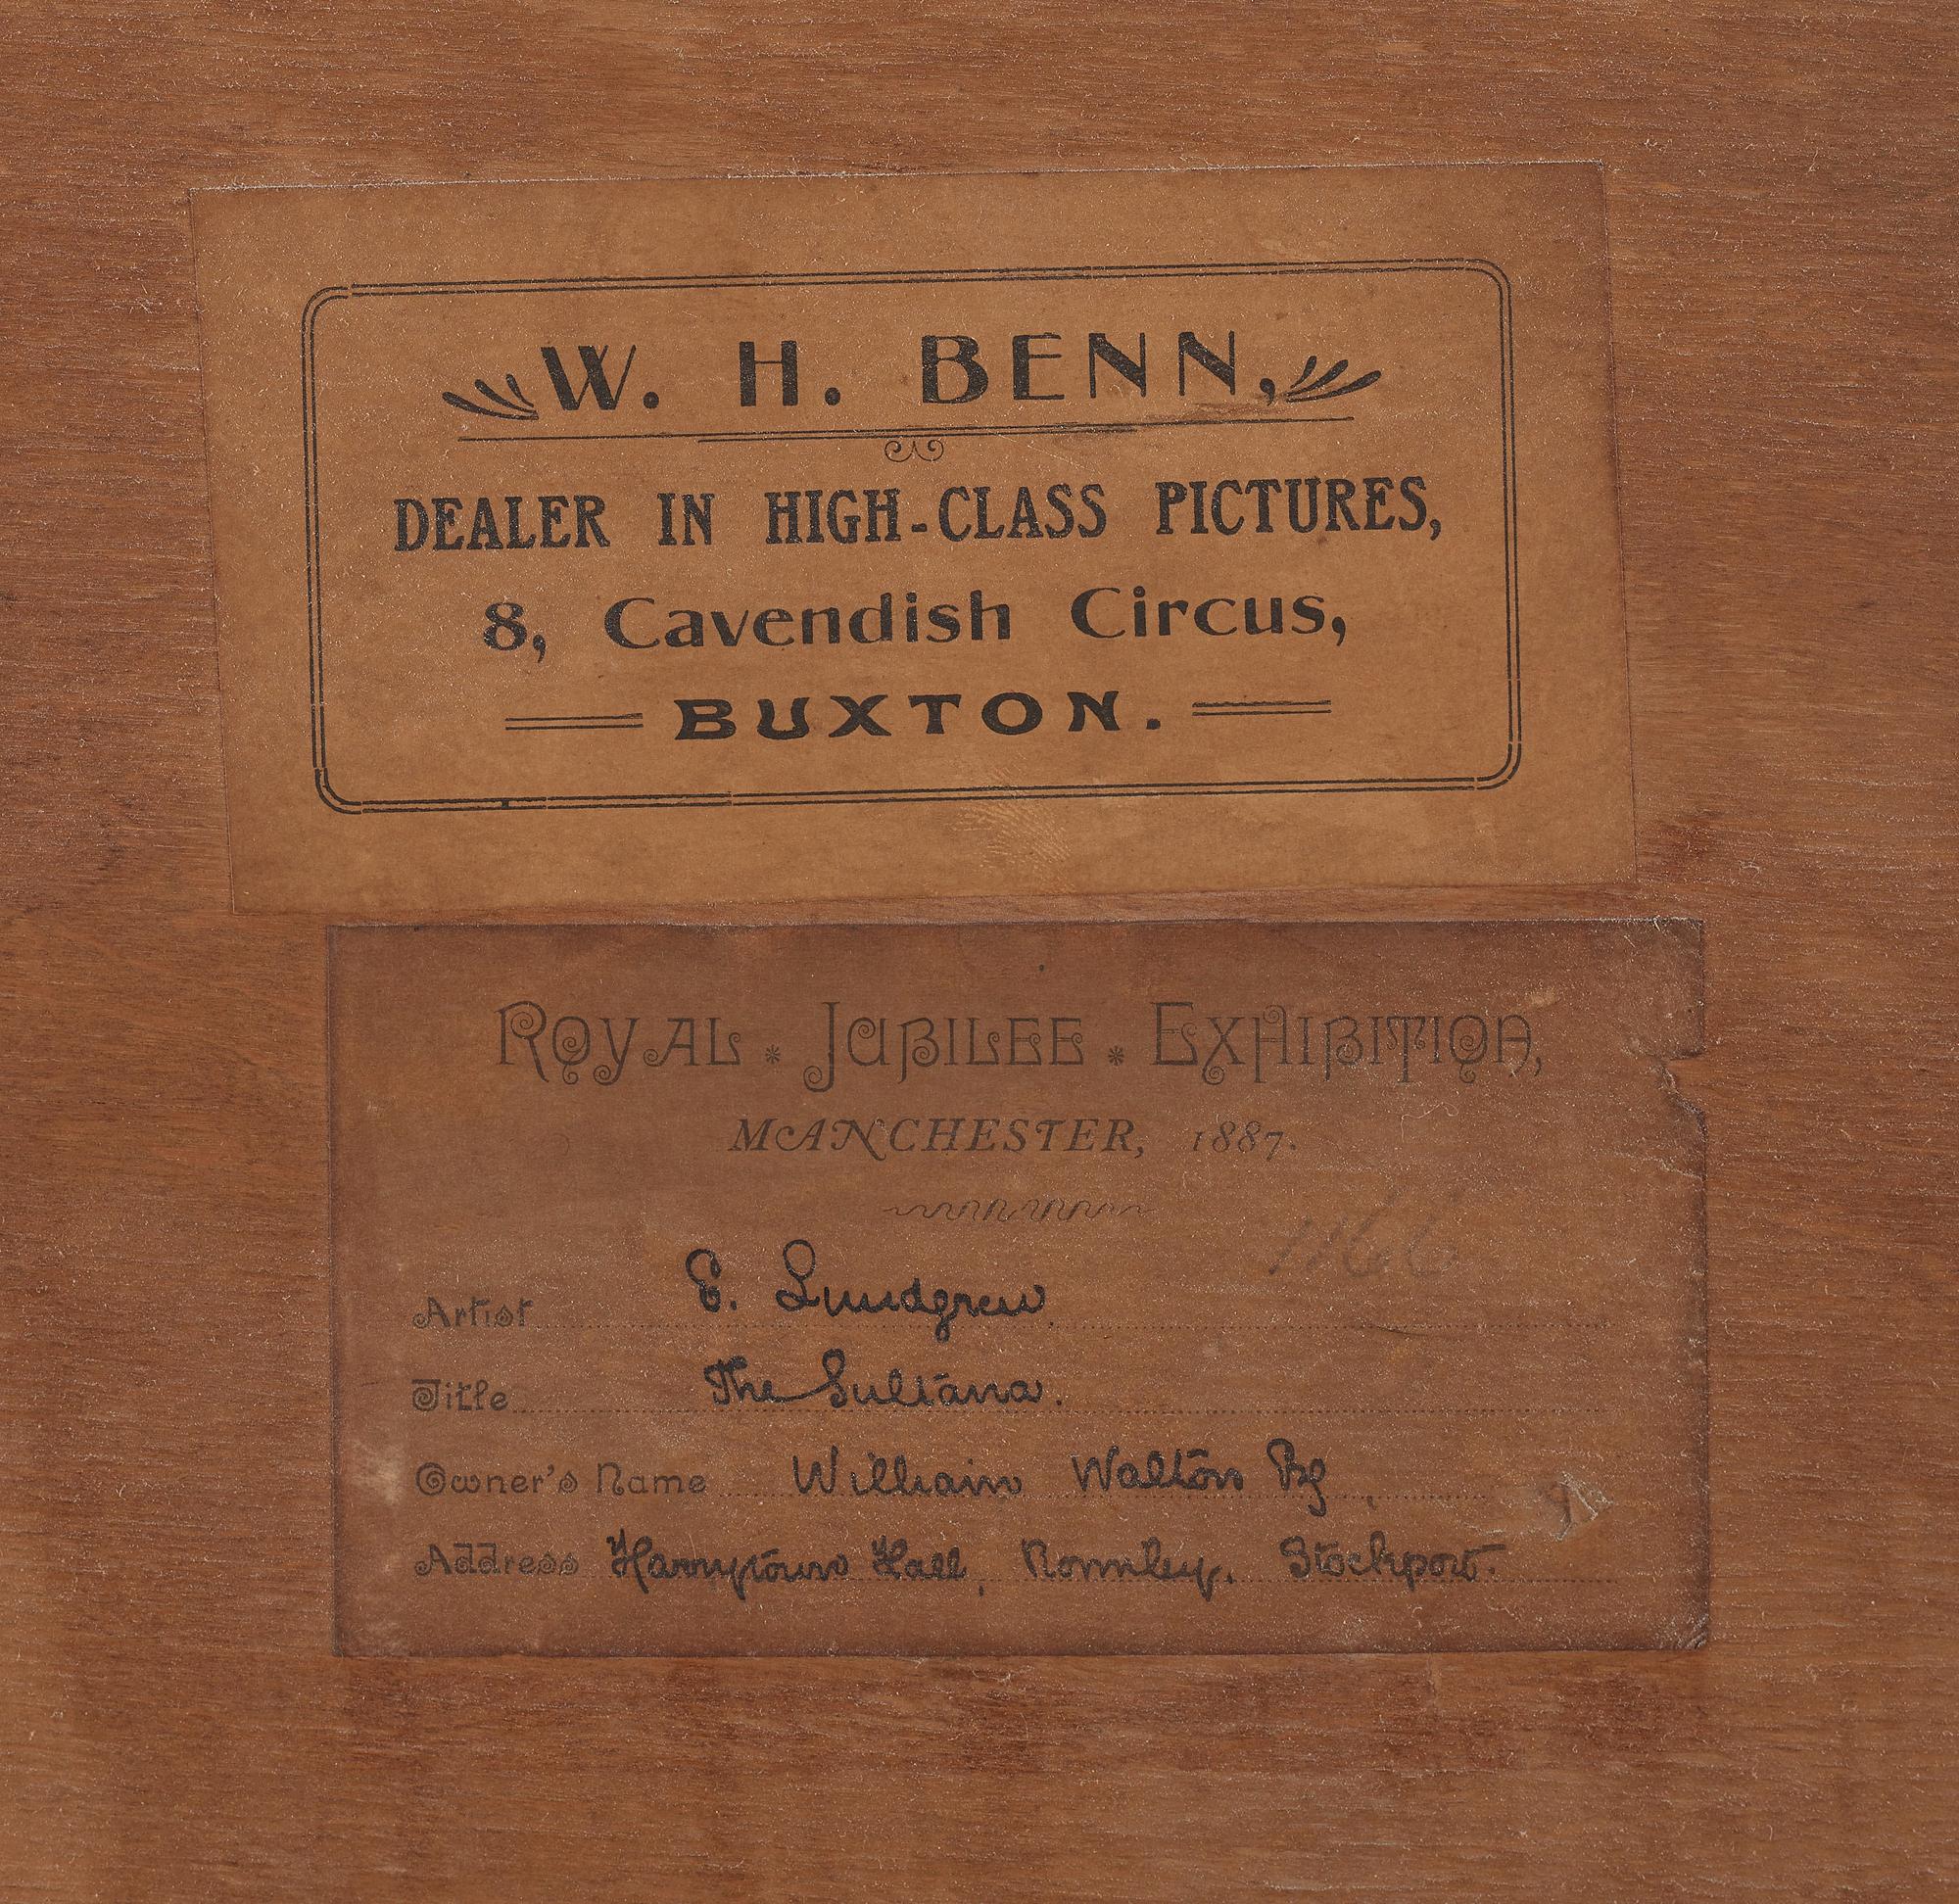 W. H. BENN,
DEALER IN HIGH-CLASS PICTURES,
8, Cavendish Circus,
BUXTON.
ROYAL * JUBILEE * EXHIBITION,
MANCHESTER, 1887.
Artist E. Lundgren.
Title The Sultana.
Owner's Name William Walton Esq
Address Harrytown Hall, Romiley, Stockport.